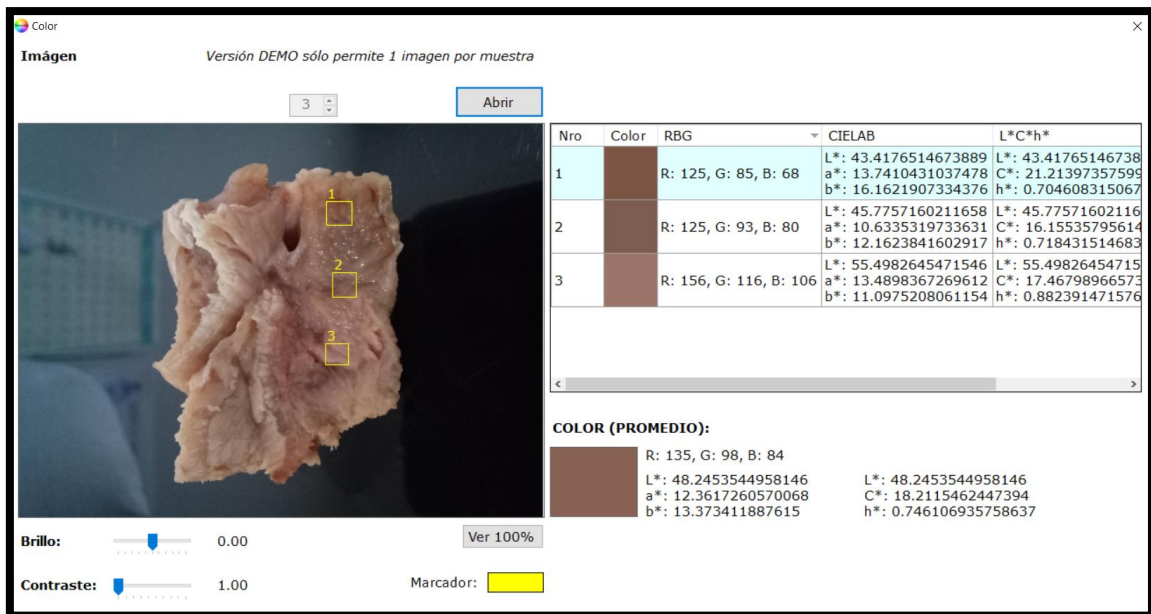 Color
Imágen
Versión DEMO sólo permite 1 imagen por muestra
3
Abrir
Nro Color RBG CIELAB L*C*h*
1 R: 125, G: 85, B: 68
L*: 43.4176514673889 L*: 43.41765146738
a*: 13.7410431037478 C*: 21.21397357599
b*: 16.1621907334376 h*: 0.704608315067
2 R: 125, G: 93, B: 80
L*: 45.7757160211658 L*: 45.77571602116
a*: 10.6335319733631 C*: 16.15535795614
b*: 12.1623841602917 h*: 0.718431514683
3 R: 156, G: 116, B: 106
L*: 55.4982645471546 L*: 55.49826454715
a*: 13.4898367269612 C*: 17.46798966573
b*: 11.0975208061154 h*: 0.882391471576
1
2
3
COLOR (PROMEDIO):
R: 135, G: 98, B: 84
L*: 48.2453544958146 L*: 48.2453544958146
a*: 12.3617260570068 C*: 18.2115462447394
b*: 13.373411887615 h*: 0.746106935758637
Brillo: 0.00 Ver 100%
Contraste: 1.00 Marcador: